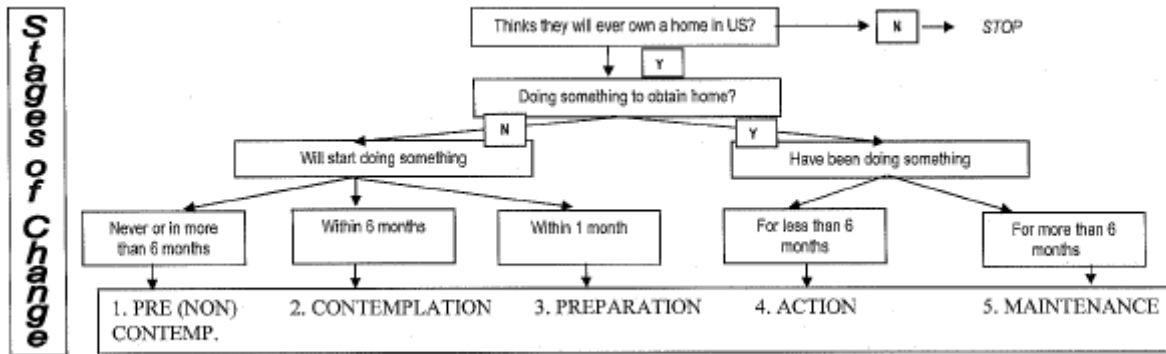 Stages of Change
Thinks they will ever own a home in US?
N
STOP
Y
Doing something to obtain home?
N
Y
Will start doing something
Have been doing something
Never or in more
than 6 months
Within 6 months
Within 1 month
For less than 6
months
For more than 6
months
1. PRE (NON)
CONTEMP.
2. CONTEMPLATION
3. PREPARATION
4. ACTION
5. MAINTENANCE